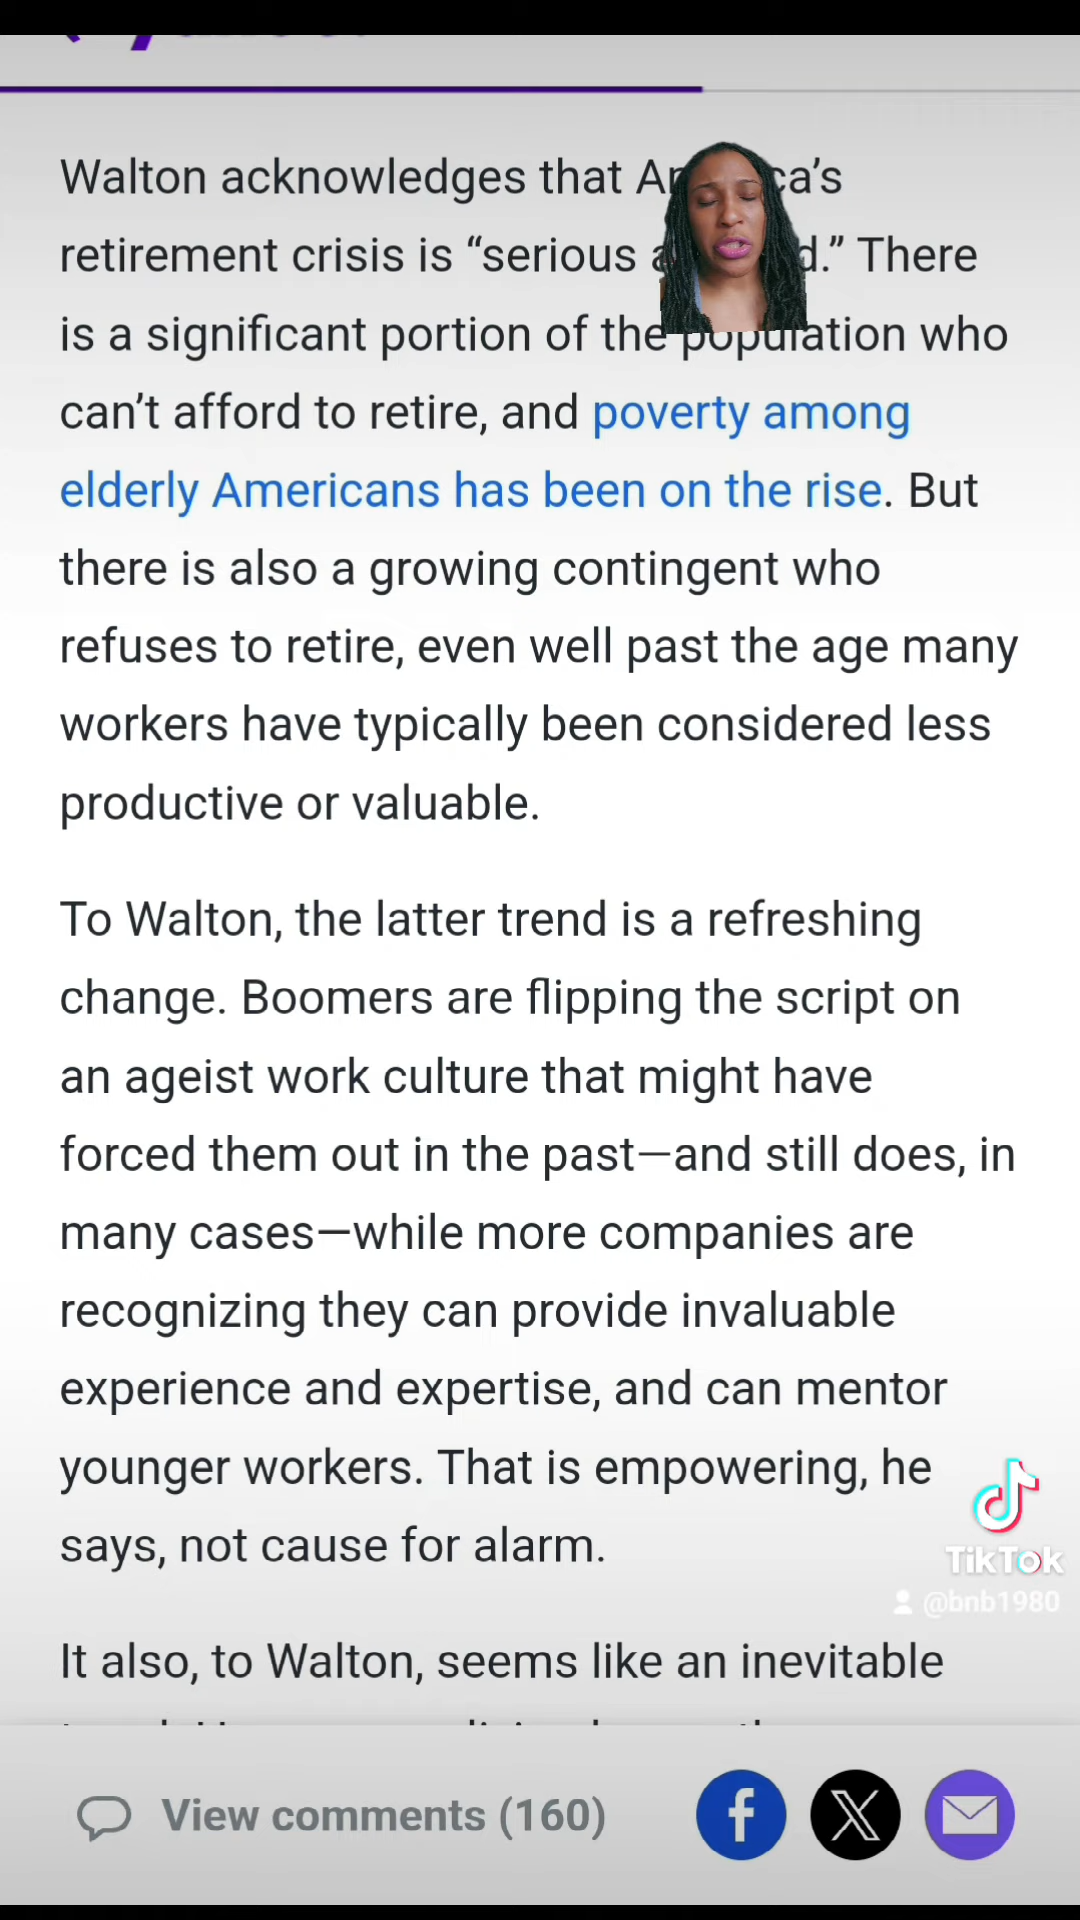 Walton acknowledges that America's
retirement crisis is “serious d.” There
is a significant portion of the population who
can’t afford to retire, and poverty among
elderly Americans has been on the rise. But
there is also a growing contingent who
refuses to retire, even well past the age many
workers have typically been considered less
productive or valuable.
To Walton, the latter trend is a refreshing
change. Boomers are flipping the script on
an ageist work culture that might have
forced them out in the past—and still does, in
many cases—while more companies are
recognizing they can provide invaluable
experience and expertise, and can mentor
younger workers. That is empowering, he
says, not cause for alarm.
TikTok
@bnb1980
It also, to Walton, seems like an inevitable
View comments (160)